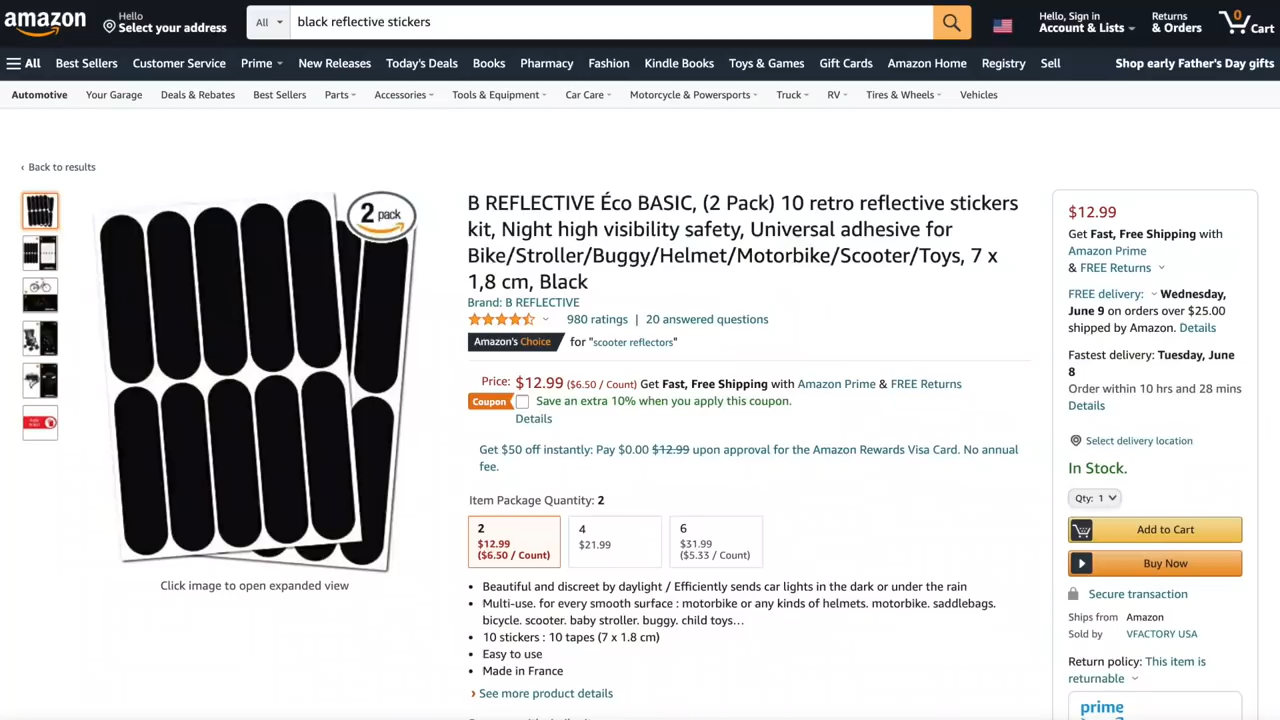 amazon
Hello
Select your address
All
black reflective stickers
Hello, Sign in
Account & Lists
Returns
& Orders
0
Cart
All
Best Sellers
Customer Service
Prime
New Releases
Today's Deals
Books
Pharmacy
Fashion
Kindle Books
Toys & Games
Gift Cards
Amazon Home
Registry
Sell
Shop early Father's Day gifts
Automotive
Your Garage
Deals & Rebates
Best Sellers
Parts
Accessories
Tools & Equipment
Car Care
Motorcycle & Powersports
Truck
RV
Tires & Wheels
Vehicles
‹ Back to results
2 pack
Click image to open expanded view
B REFLECTIVE Éco BASIC, (2 Pack) 10 retro reflective stickers
kit, Night high visibility safety, Universal adhesive for
Bike/Stroller/Buggy/Helmet/Motorbike/Scooter/Toys, 7 x
1,8 cm, Black
Brand: B REFLECTIVE
980 ratings | 20 answered questions
Amazon's Choice for "scooter reflectors"
Price: $12.99 ($6.50 / Count) Get Fast, Free Shipping with Amazon Prime & FREE Returns
Coupon Save an extra 10% when you apply this coupon.
Details
Get $50 off instantly: Pay $0.00 $12.99 upon approval for the Amazon Rewards Visa Card. No annual
fee.
Item Package Quantity: 2
2
$12.99
($6.50 / Count)
4
$21.99
6
$31.99
($5.33 / Count)
• Beautiful and discreet by daylight / Efficiently sends car lights in the dark or under the rain
• Multi-use. for every smooth surface : motorbike or any kinds of helmets. motorbike. saddlebags.
bicycle. scooter. baby stroller. buggy. child toys…
• 10 stickers : 10 tapes (7 x 1.8 cm)
• Easy to use
• Made in France
› See more product details
$12.99
Get Fast, Free Shipping with
Amazon Prime
& FREE Returns
FREE delivery: Wednesday,
June 9 on orders over $25.00
shipped by Amazon. Details
Fastest delivery: Tuesday, June
8
Order within 10 hrs and 28 mins
Details
Select delivery location
In Stock.
Qty: 1
Add to Cart
Buy Now
Secure transaction
Ships from Amazon
Sold by VFACTORY USA
Return policy: This item is
returnable
prime